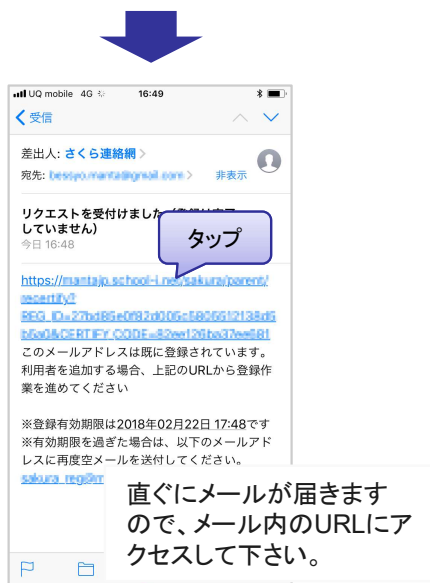 UQ mobile 4G 16:49
受信
差出人: さくら連絡網
宛先: 非表示
リクエストを受付けました
していません）
今日 16:48
タップ
https://
このメールアドレスは既に登録されています。
利用者を追加する場合、上記のURLから登録作
業を進めてください
※登録有効期限は2018年02月22日 17:48です
※有効期限を過ぎた場合は、以下のメールアド
レスに再度空メールを送付してください。
直ぐにメールが届きます
ので、メール内のURLにア
クセスして下さい。